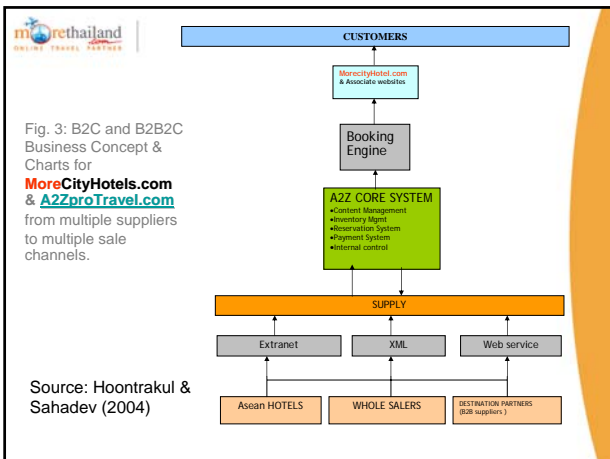 morethailand
.com
ONLINE TRAVEL PARTNER
CUSTOMERS
MorecityHotel.com
& Associate websites
Booking
Engine
Fig. 3: B2C and B2B2C
Business Concept &
Charts for
MoreCityHotels.com
& A2ZproTravel.com
from multiple suppliers
to multiple sale
channels.
A2Z CORE SYSTEM
•Content Management
•Inventory Mgmt
•Reservation System
•Payment System
•Internal control
SUPPLY
Extranet
XML
Web service
Source: Hoontrakul &
Sahadev (2004)
Asean HOTELS
WHOLE SALERS
DESTINATION PARTNERS
(B2B suppliers )